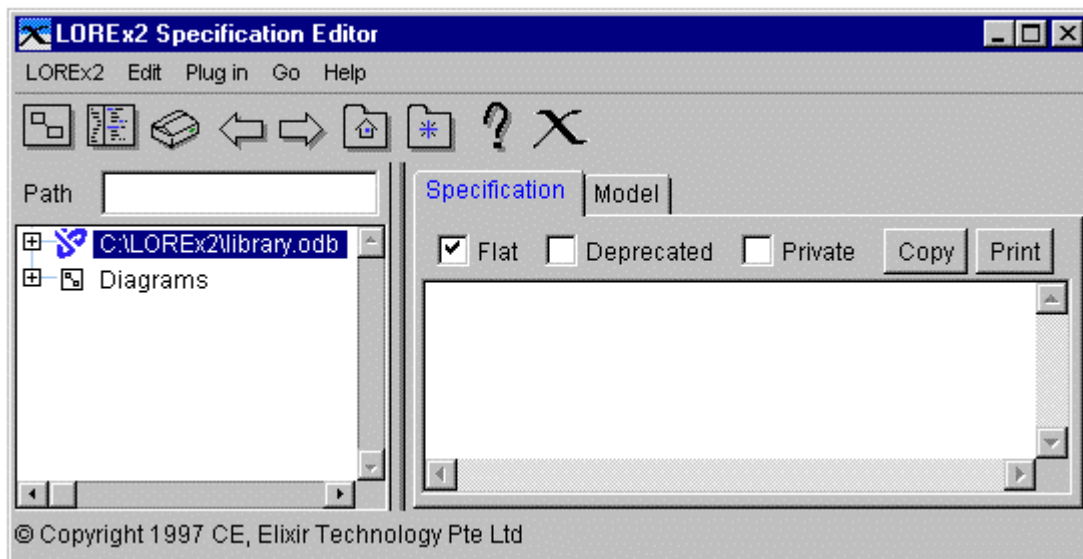 LOREx2 Specification Editor
LOREx2 Edit Plug in Go Help
Path
C:\LOREx2\library.odb
Diagrams
Specification Model
Flat Deprecated Private Copy Print
© Copyright 1997 CE, Elixir Technology Pte Ltd